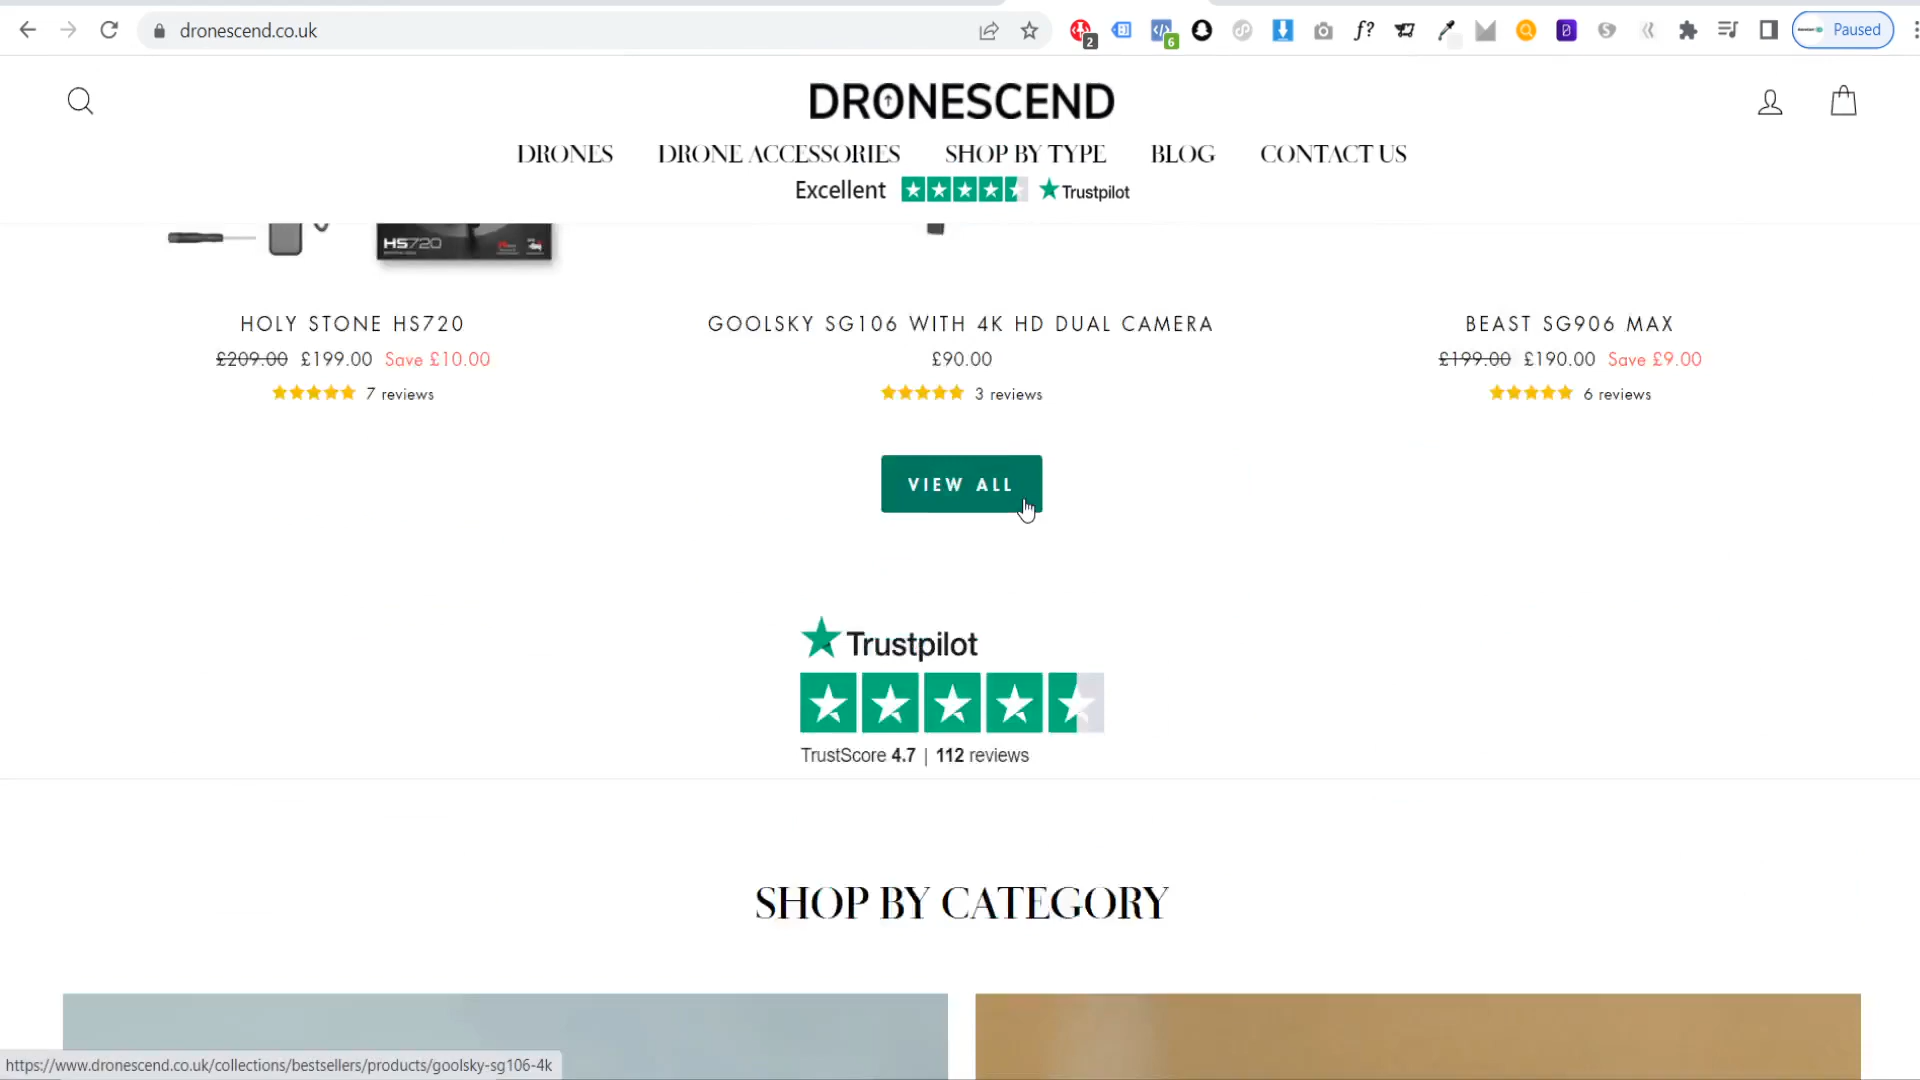 dronescend.co.uk
2
6
f?
Paused
DRONESCEND
DRONES DRONE ACCESSORIES SHOP BY TYPE BLOG CONTACT US
Excellent Trustpilot
HS720
HOLY STONE HS720
£209.00 £199.00 Save £10.00
7 reviews
GOOLSKY SG106 WITH 4K HD DUAL CAMERA
£90.00
3 reviews
BEAST SG906 MAX
£199.00 £190.00 Save £9.00
6 reviews
VIEW ALL
Trustpilot
TrustScore 4.7 | 112 reviews
SHOP BY CATEGORY
https://www.dronescend.co.uk/collections/bestsellers/products/goolsky-sg106-4k